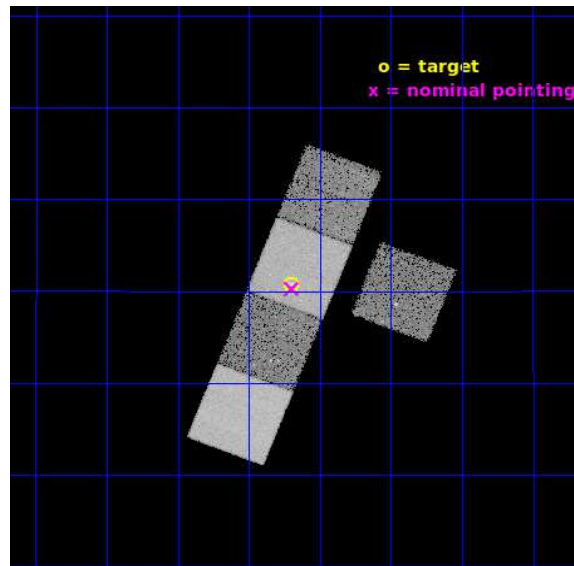 o = target
x = nominal pointing